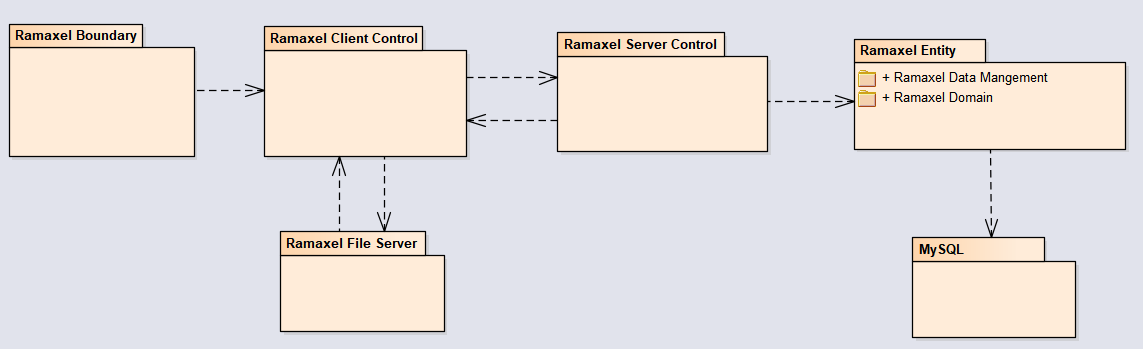 Ramaxel Boundary
Ramaxel Client Control
Ramaxel Server Control
Ramaxel Entity
+ Ramaxel Data Mangement
+ Ramaxel Domain
Ramaxel File Server
MySQL